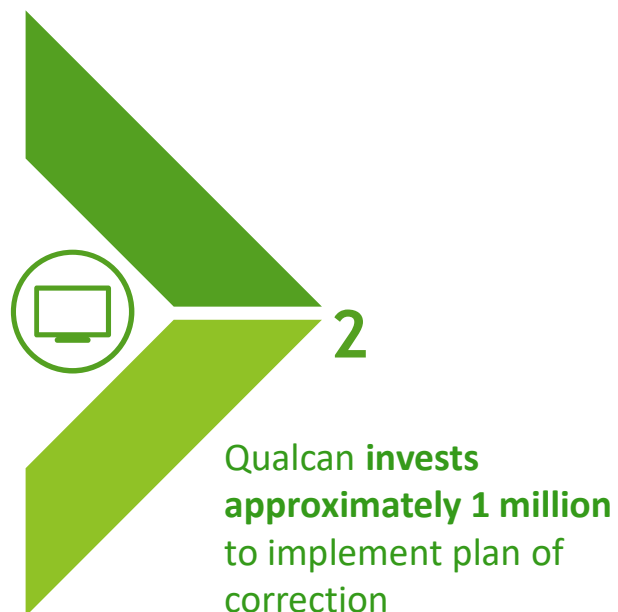 2
Qualcan invests
approximately 1 million
to implement plan of
correction